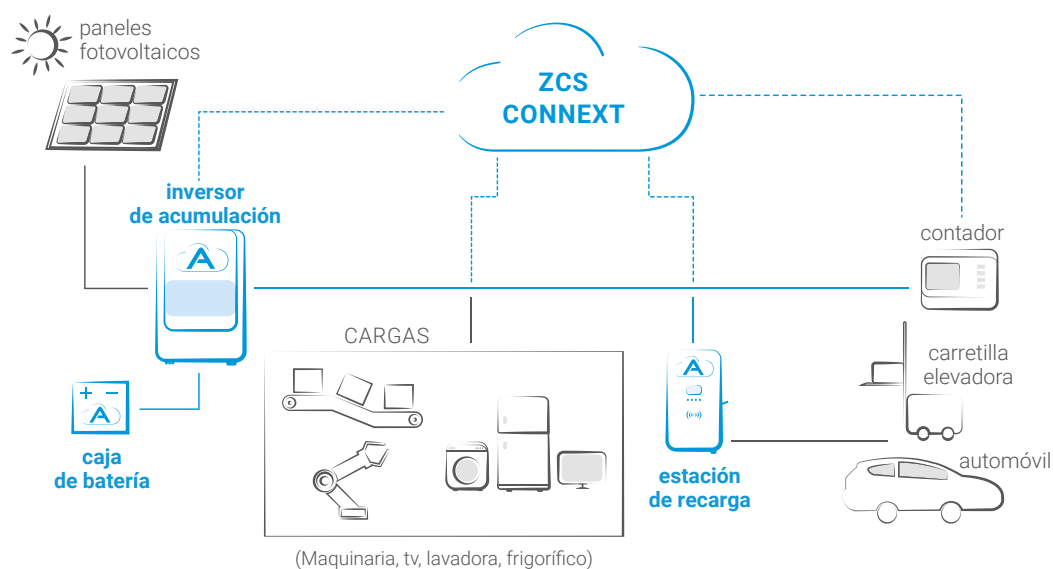 paneles
fotovoltaicos
ZCS
CONNEXT
inversor
de acumulación
contador
CARGAS
carretilla
elevadora
caja
de batería
automóvil
estación
de recarga
(Maquinaria, tv, lavadora, frigorífico)